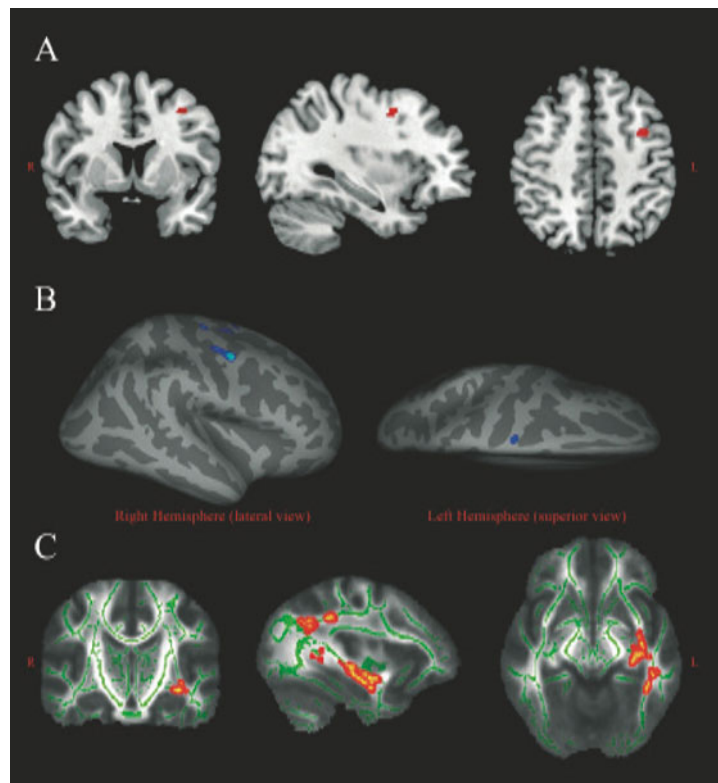 A
R
L
B
Right Hemisphere (lateral view)
Left Hemisphere (superior view)
C
R
L